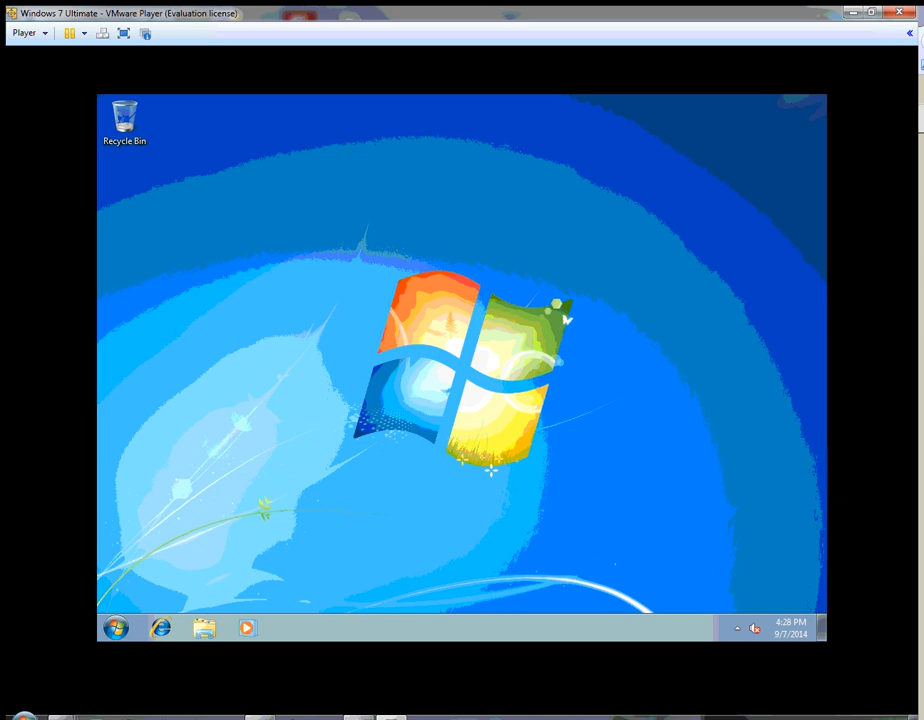 Windows 7 Ultimate - VMware Player (Evaluation license)
Player
Recycle Bin
4:28 PM
9/7/2014